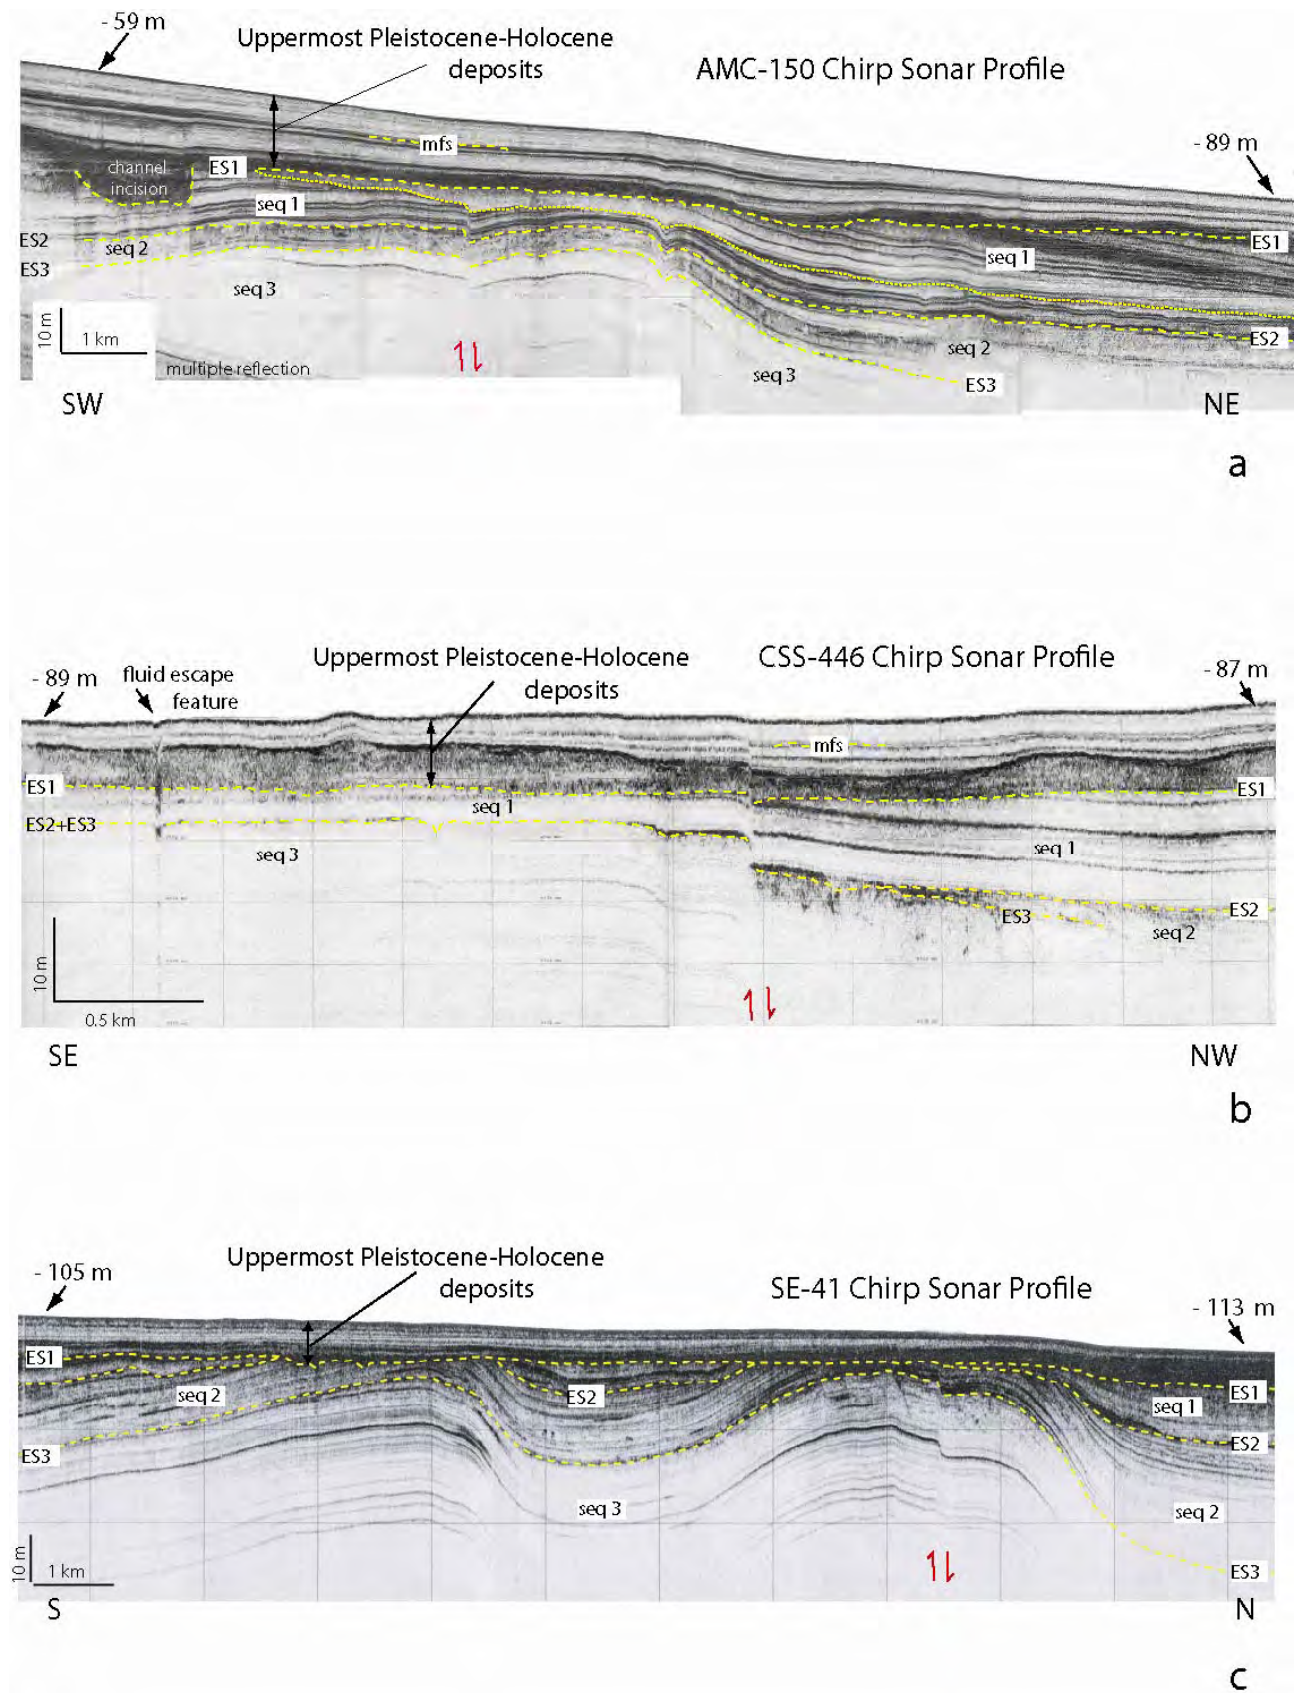 - 59 m
Uppermost Pleistocene-Holocene
deposits
AMC-150 Chirp Sonar Profile
mfs
- 89 m
channel
incision
ES1
seq 1
ES2
seq 2
ES3
seq 3
seq 1
ES1
ES2
seq 2
seq 3
ES3
10 m
1 km
multiple reflection
SW
NE
a
- 89 m
fluid escape
feature
Uppermost Pleistocene-Holocene
deposits
CSS-446 Chirp Sonar Profile
- 87 m
mfs
ES1
seq 1
ES1
ES2+ES3
seq 3
seq 1
ES3
ES2
seq 2
10 m
0.5 km
SE
NW
b
- 105 m
Uppermost Pleistocene-Holocene
deposits
SE-41 Chirp Sonar Profile
- 113 m
ES1
seq 2
ES2
ES1
seq 1
ES3
ES2
seq 3
seq 2
10 m
1 km
ES3
S
N
c